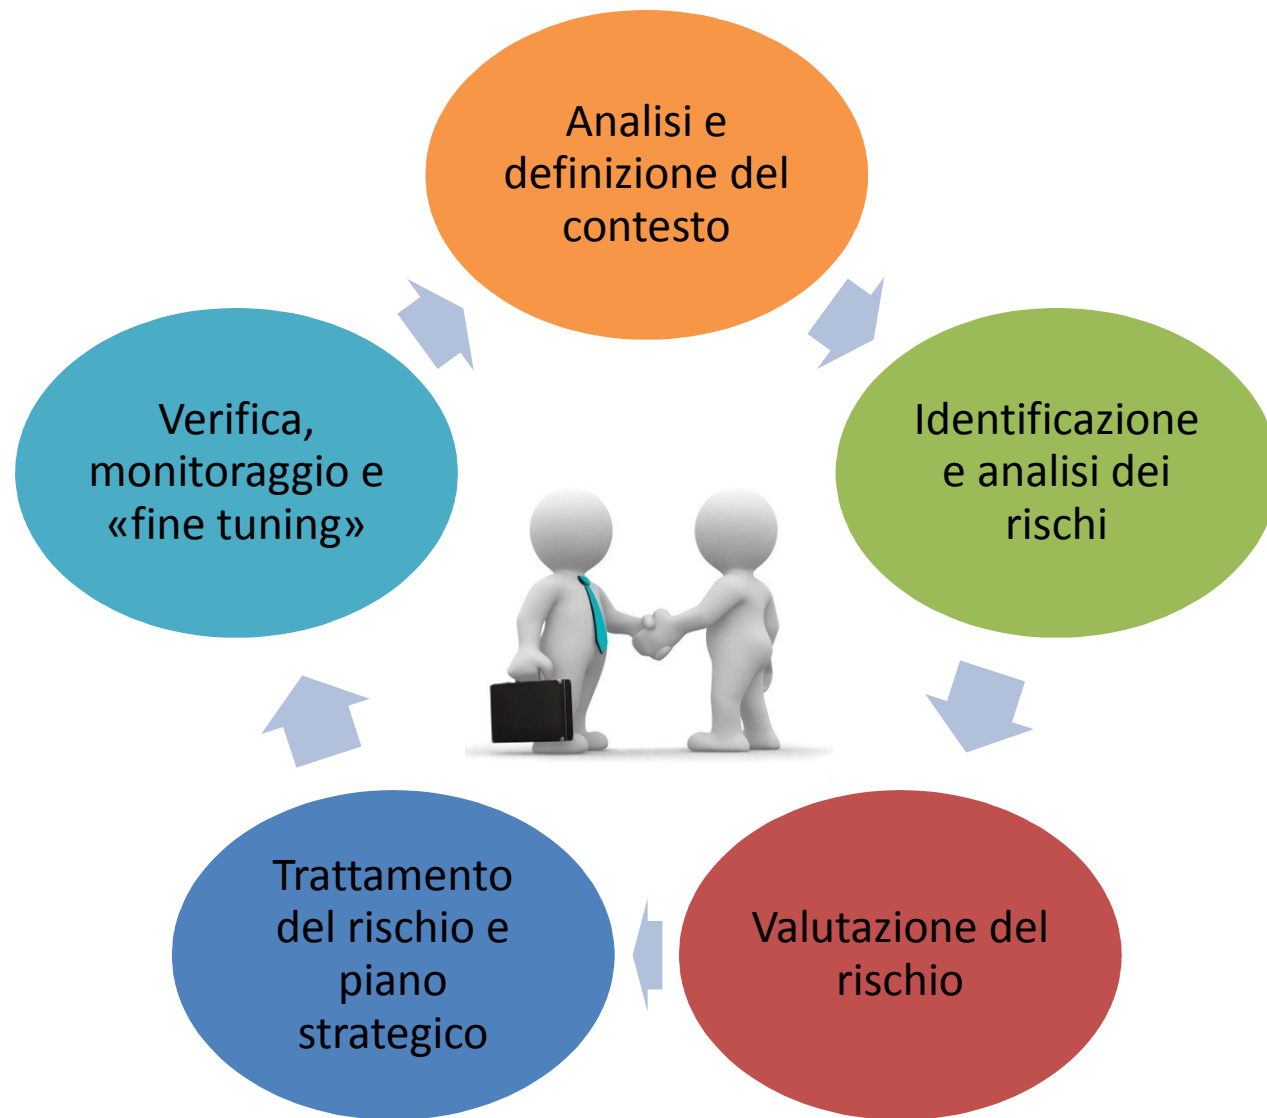 Analisi e
definizione del
contesto
Identificazione
e analisi dei
rischi
Valutazione del
rischio
Trattamento
del rischio e
piano
strategico
Verifica,
monitoraggio e
«fine tuning»